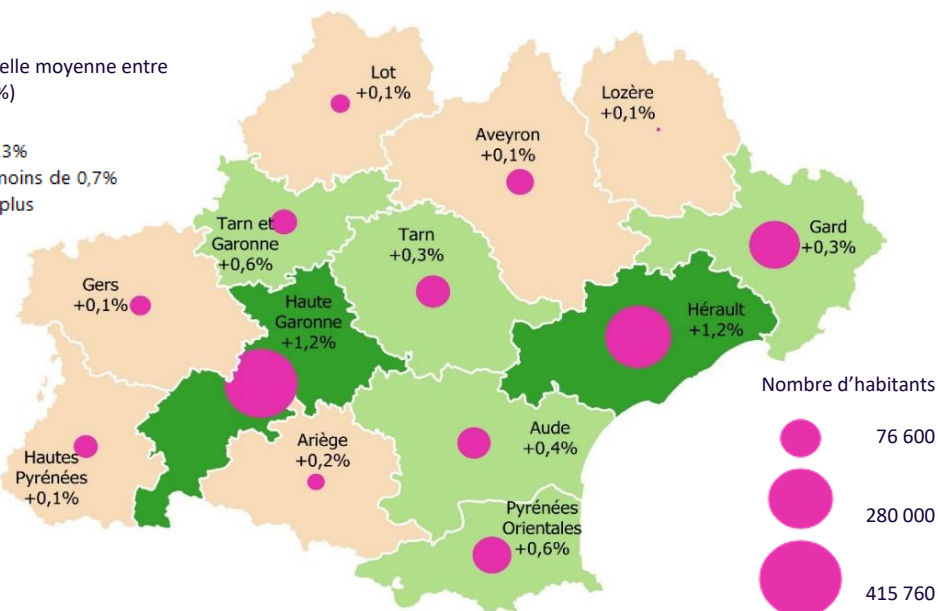 elle moyenne entre
%)
3%
moins de 0,7%
plus
Lot
+0,1%
Lozère
+0,1%
Aveyron
+0,1%
Tarn et
Garonne
+0,6%
Tarn
+0,3%
Gard
+0,3%
Gers
+0,1%
Haute
Garonne
+1,2%
Hérault
+1,2%
Hautes
Pyrénées
+0,1%
Ariège
+0,2%
Aude
+0,4%
Pyrénées
Orientales
+0,6%
Nombre d’habitants
76 600
280 000
415 760